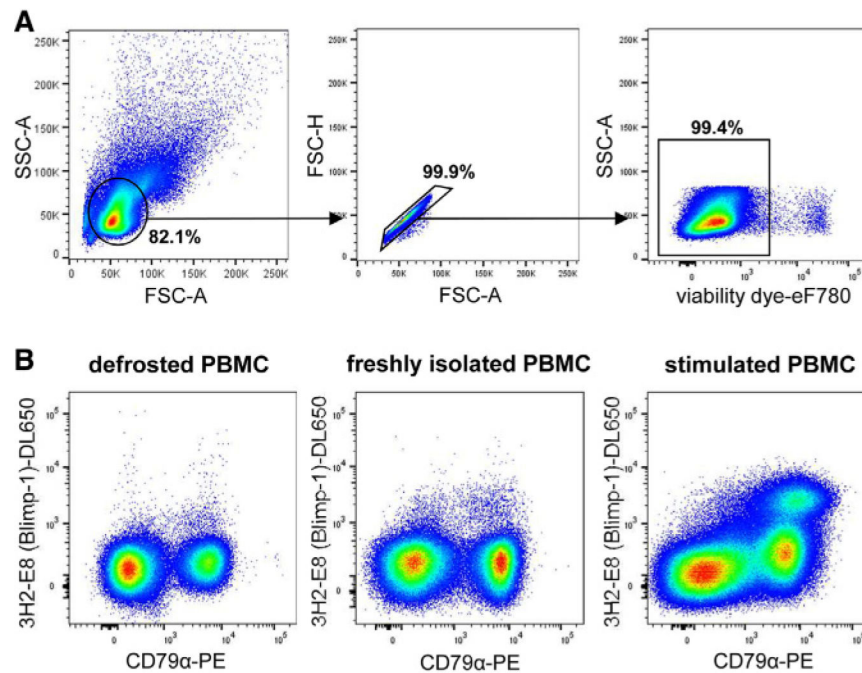 A
250K
200K
150K
100K
50K
0
SSC-A
82.1%
0 50K 100K 150K 200K 250K
FSC-A
250K
200K
150K
100K
50K
0
FSC-H
99.9%
0 50K 100K 150K 200K 250K
FSC-A
250K
200K
150K
100K
50K
0
SSC-A
99.4%
0 10³ 10⁴ 10⁵
viability dye-eF780
B
defrosted PBMC
freshly isolated PBMC
stimulated PBMC
3H2-E8 (Blimp-1)-DL650
10⁵
10⁴
10³
0
0 10³ 10⁴ 10⁵
CD79α-PE
3H2-E8 (Blimp-1)-DL650
10⁵
10⁴
10³
0
0 10³ 10⁴ 10⁵
CD79α-PE
3H2-E8 (Blimp-1)-DL650
10⁵
10⁴
10³
0
0 10³ 10⁴ 10⁵
CD79α-PE